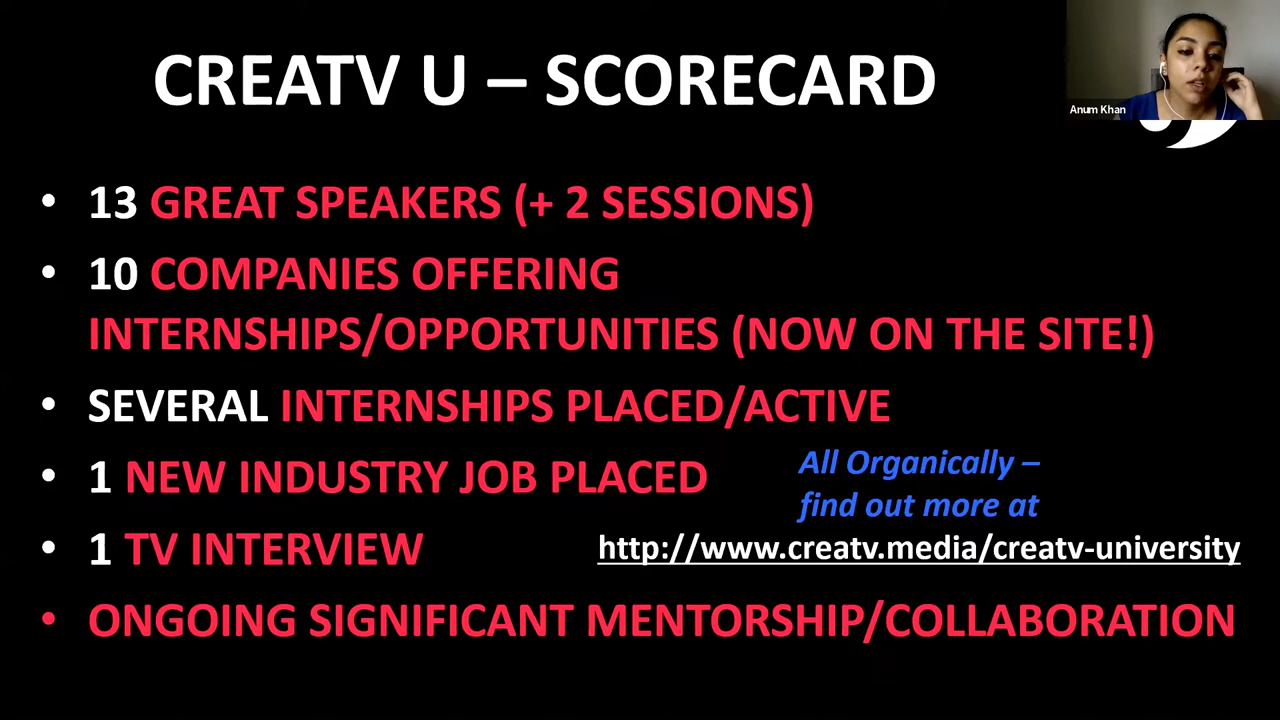 CREATV U – SCORECARD
Anum Khan
• 13 GREAT SPEAKERS (+ 2 SESSIONS)
• 10 COMPANIES OFFERING
INTERNSHIPS/OPPORTUNITIES (NOW ON THE SITE!)
• SEVERAL INTERNSHIPS PLACED/ACTIVE
• 1 NEW INDUSTRY JOB PLACED
All Organically –
find out more at
• 1 TV INTERVIEW
http://www.creatv.media/creatv-university
• ONGOING SIGNIFICANT MENTORSHIP/COLLABORATION